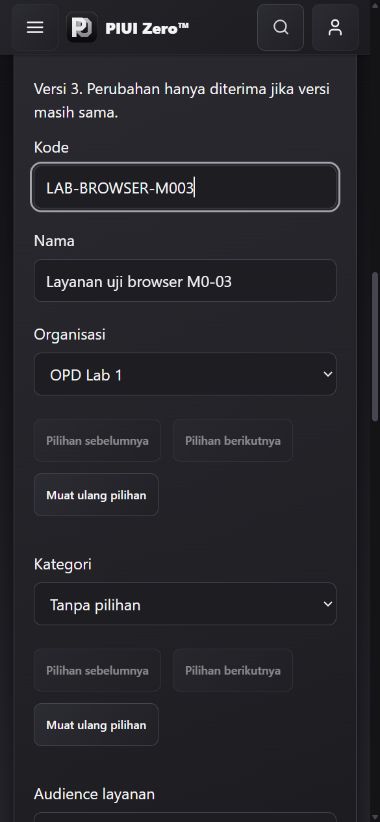 PIUI Zero™
Versi 3. Perubahan hanya diterima jika versi
masih sama.
Kode
LAB-BROWSER-M003
Nama
Layanan uji browser M0-03
Organisasi
OPD Lab 1
Pilihan sebelumnya
Pilihan berikutnya
Muat ulang pilihan
Kategori
Tanpa pilihan
Pilihan sebelumnya
Pilihan berikutnya
Muat ulang pilihan
Audience layanan